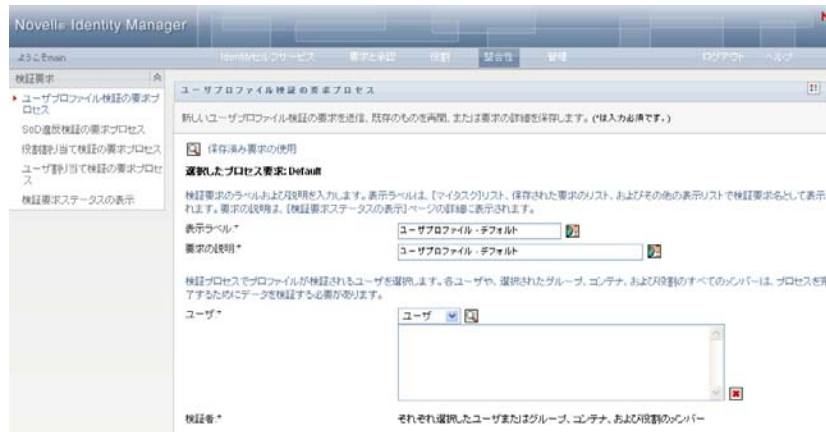 Novell® Identity Manager
ようこそmain
Identityセルフサービス 要求と承認 役割 整合性 管理 ログアウト ヘルプ
検証要求
ユーザプロファイル検証の要求プ
ロセス
SoD違反検証の要求プロセス
役割割り当て検証の要求プロセス
ユーザ割り当て検証の要求プロセ
ス
検証要求ステータスの表示
ユーザプロファイル検証の要求プロセス
新しいユーザプロファイル検証の要求を送信、既存のものを再開、または要求の詳細を保存します。(*は入力必須です。)
保存済み要求の使用
選択したプロセス要求: Default
検証要求のラベルおよび説明を入力します。表示ラベルは、[マイタスク]リスト、保存された要求のリスト、およびその他の表示リストで検証要求名として表示
れます。要求の説明は、[検証要求ステータスの表示]ページの詳細に表示されます。
表示ラベル:*
ユーザプロファイル - デフォルト
要求の説明:*
ユーザプロファイル - デフォルト
検証プロセスでプロファイルが検証されるユーザを選択します。各ユーザや、選択されたグループ、コンテナ、および役割のすべてのメンバーは、プロセスを完
了するためにデータを検証する必要があります。
ユーザ:*
ユーザ
検証者:*
それぞれ選択したユーザまたはグループ、コンテナ、および役割のメンバー